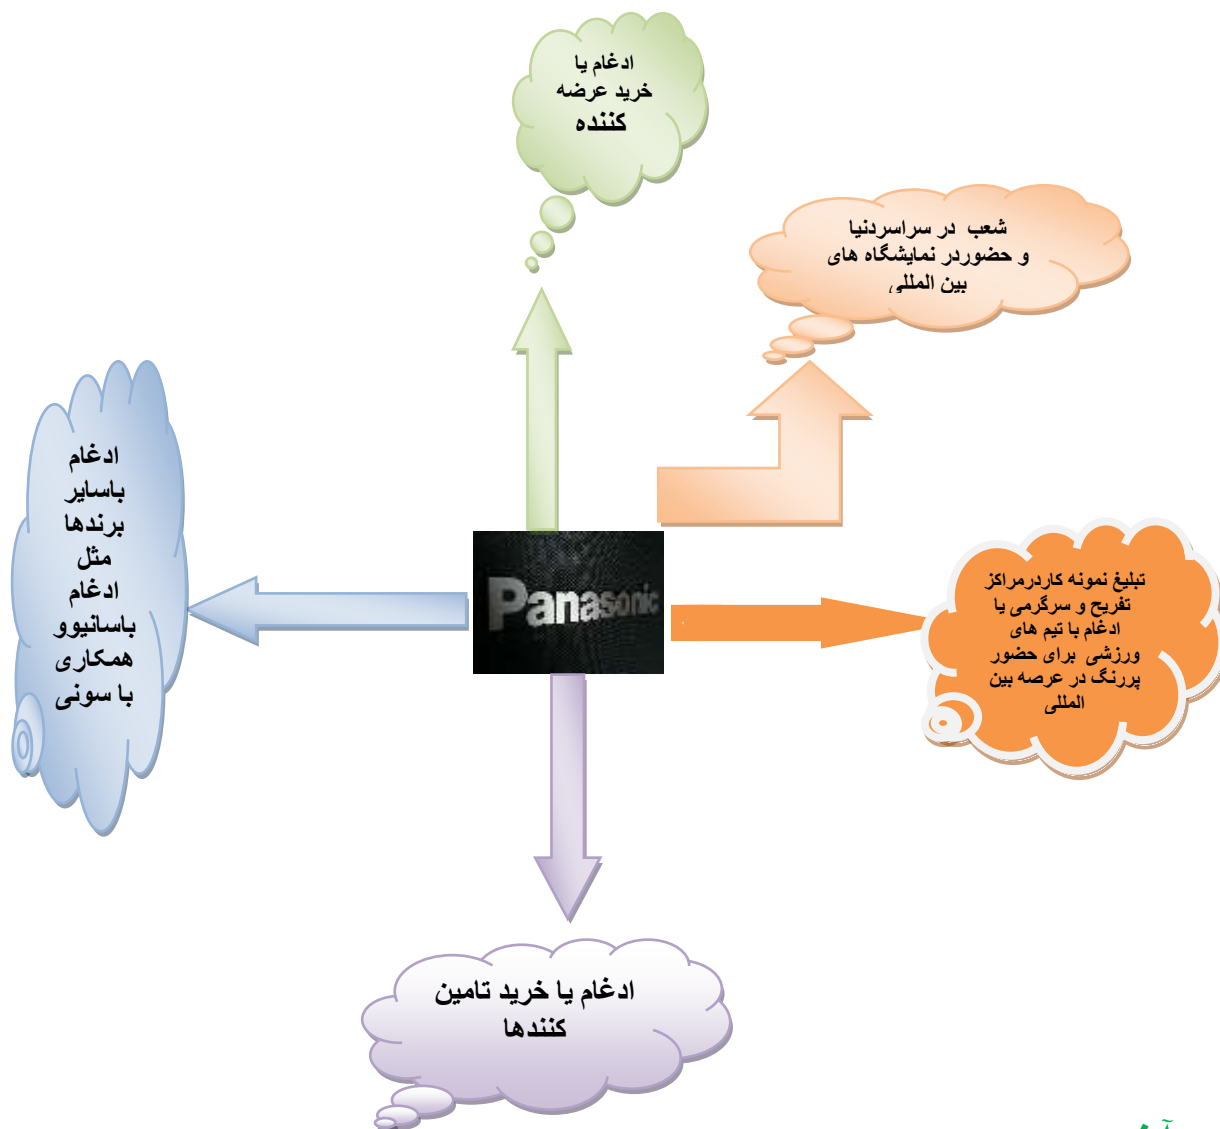 ادغام یا
خرید عرضه
کننده
شعب در سراسردنیا
و حضوردر نمایشگاه های
بین المللی
ادغام
باسایر
برندها
مثل
ادغام
باسانیوو
همکاری
با سونی
Panasonic
تبلیغ نمونه کاردرمراکز
تفریح و سرگرمی یا
ادغام با تیم های
ورزشی برای حضور
پررنگ در عرصه بین
المللی
ادغام یا خرید تامین
کنندها